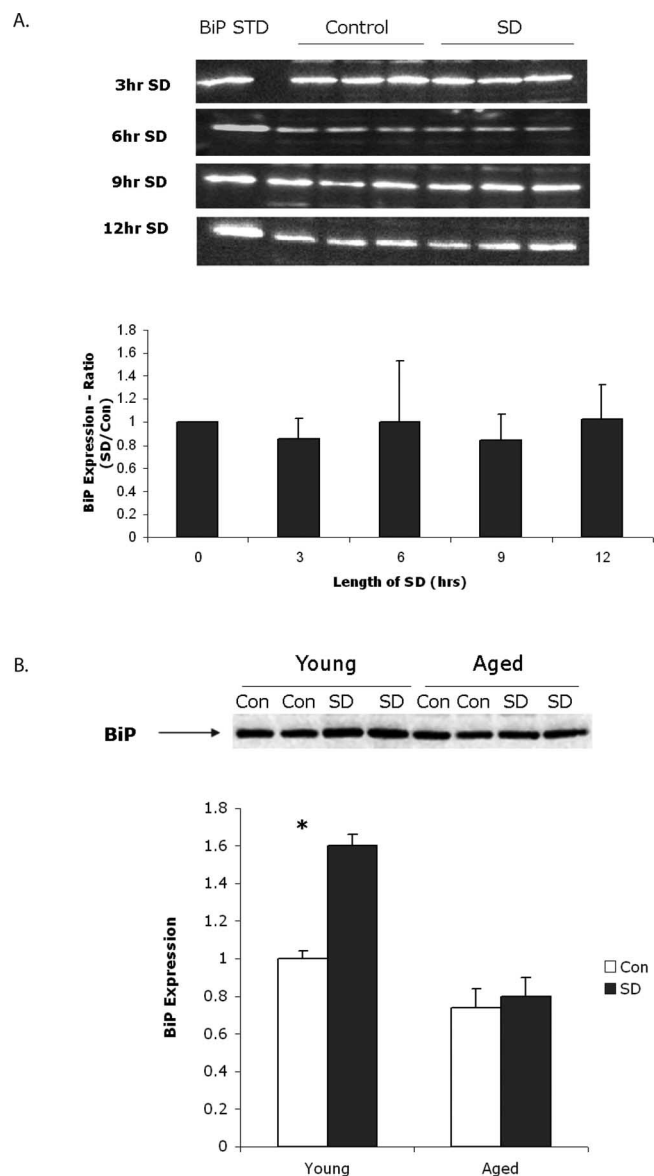 A.
BiP STD Control SD
3hr SD
6hr SD
9hr SD
12hr SD
BiP Expression - Ratio
(SD/Con)
1.8
1.6
1.4
1.2
1
0.8
0.6
0.4
0.2
0
0 3 6 9 12
Length of SD (hrs)
B.
Young Aged
Con Con SD SD Con Con SD SD
BiP
BiP Expression
1.8
1.6
1.4
1.2
1
0.8
0.6
0.4
0.2
0
*
Con
SD
Young Aged